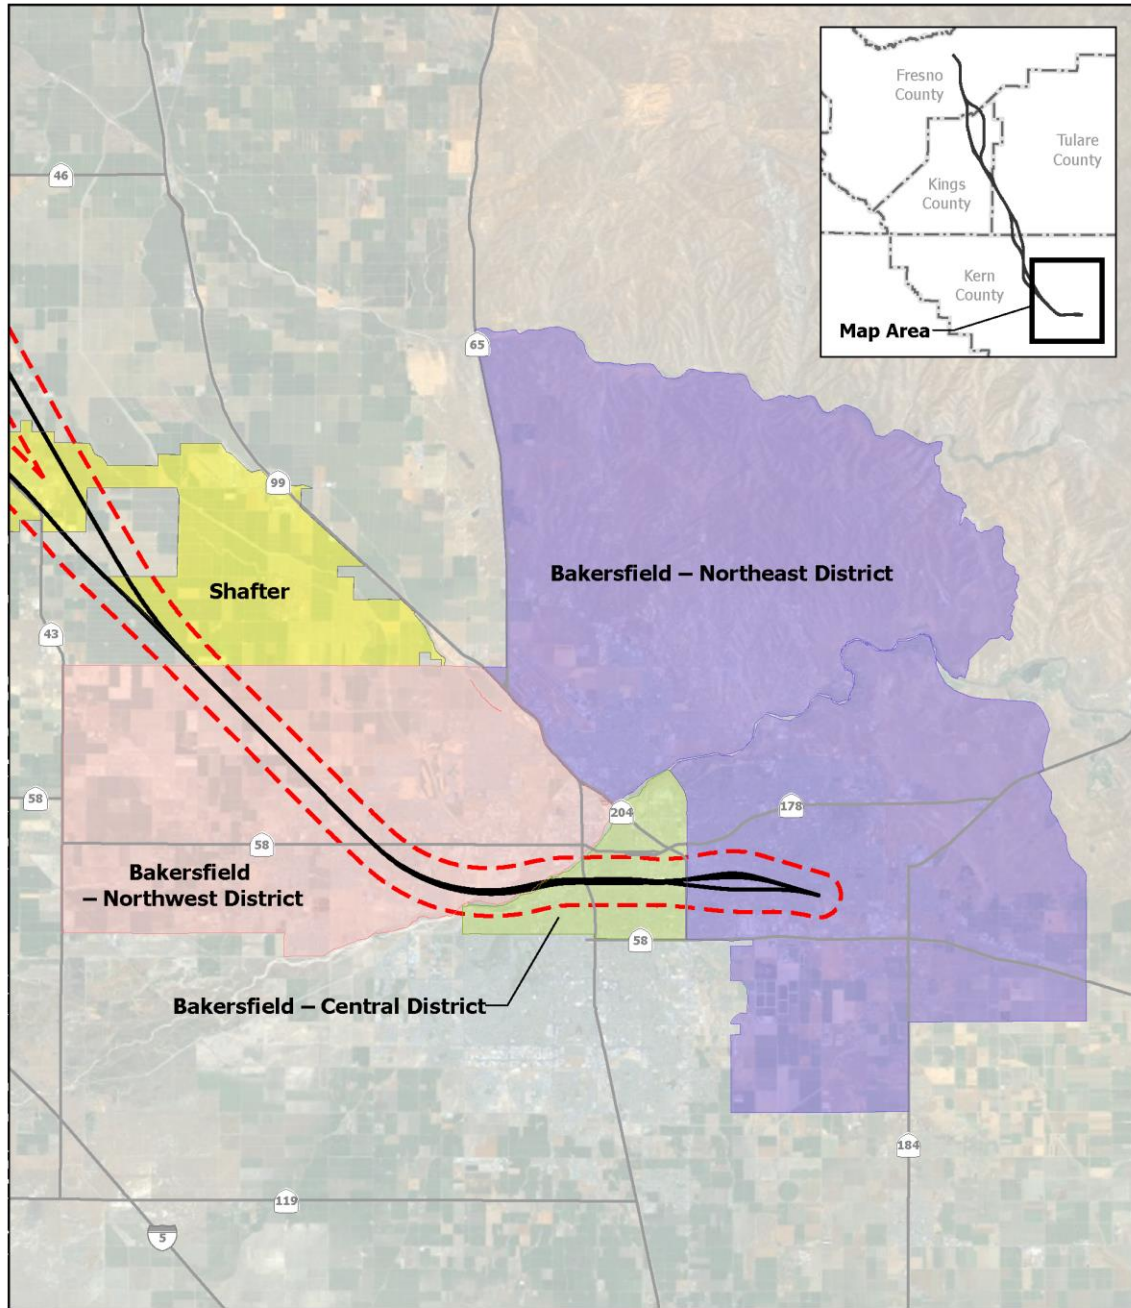 Fresno
County
Tulare
County
Kings
County
Kern
County
Map Area
46
65
99
Bakersfield – Northeast District
Shafter
43
58
204
178
58
Bakersfield
– Northwest District
58
Bakersfield – Central District
184
119
5